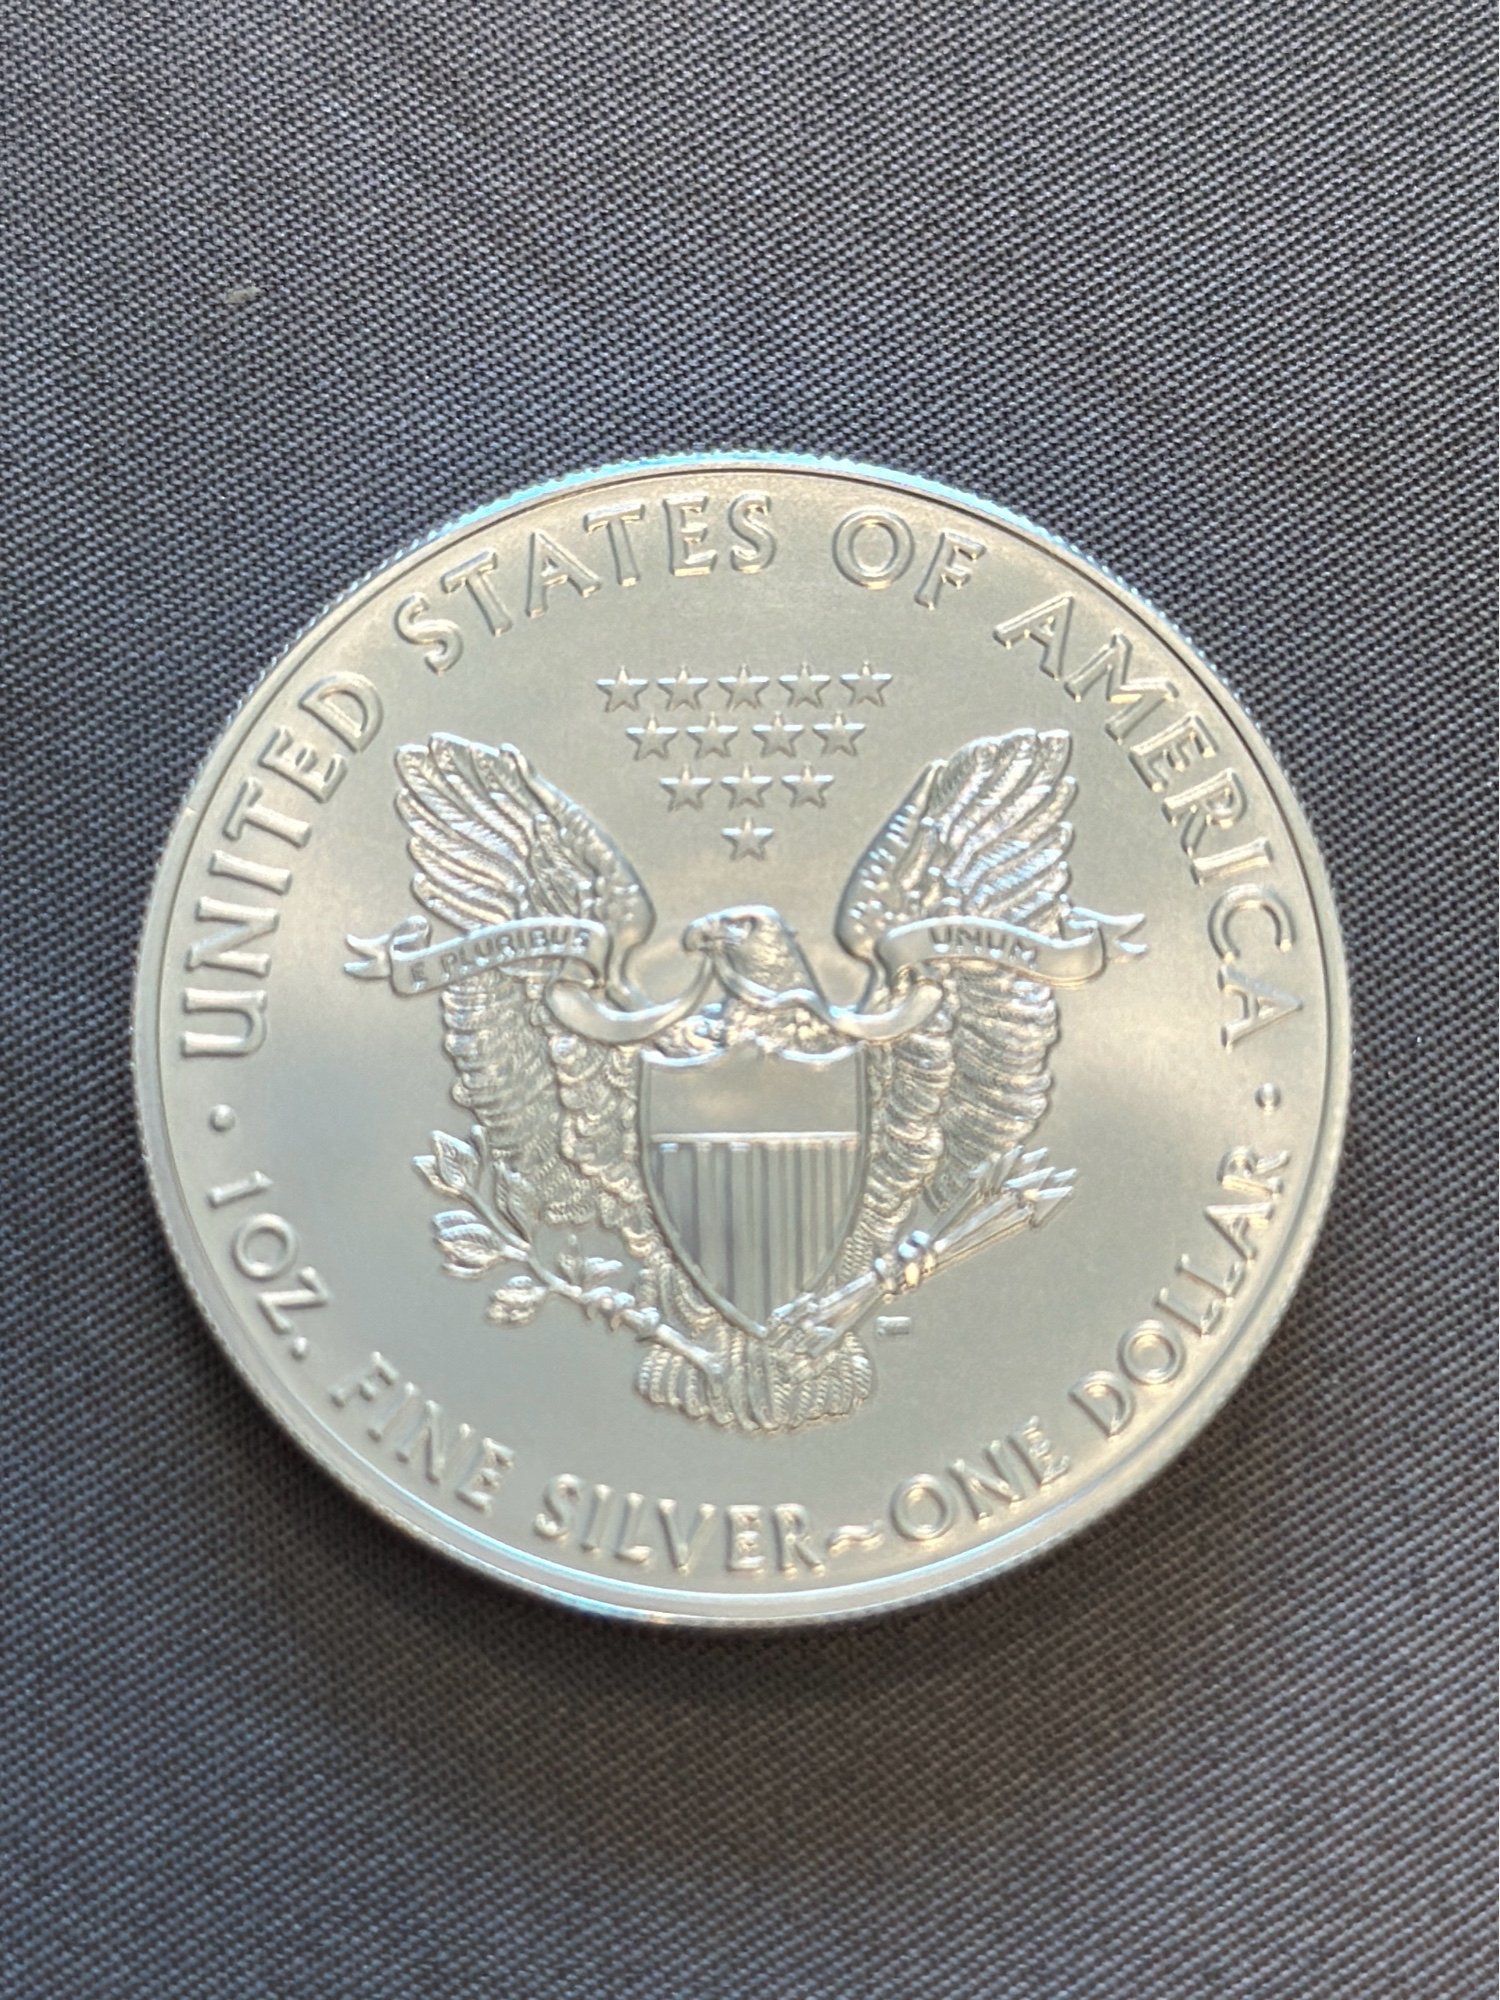 UNITED STATES OF AMERICA
E PLURIBUS UNUM
1 OZ. FINE SILVER~ONE DOLLAR